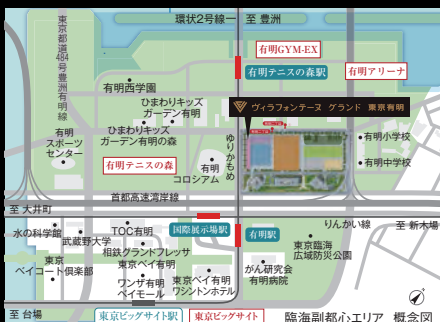 環状2号線
至 豊洲
東京都道484号豊洲有明線
有明GYM-EX
有明テニスの森駅
有明アリーナ
有明西学園
ヴィラフォンテーヌ グランド 東京有明
ひまわりキッズ
ガーデン有明
ひまわりキッズ
ガーデン有明の森
有明
スポーツ
センター
有明テニスの森
有明
コロシアム
ゆりかもめ
有明小学校
有明中学校
首都高速湾岸線
至 大井町
水の科学館
武蔵野大学
TOC有明
国際展示場駅
有明駅
りんかい線
至 新木場
相鉄グランドフレッサ
東京ベイ有明
東京
ベイコート倶楽部
ワンザ有明
ベイモール
東京ベイ有明
ワシントンホテル
がん研究会
有明病院
東京臨海
広域防災公園
至 台場
東京ビッグサイト駅
東京ビッグサイト
臨海副都心エリア 概念図